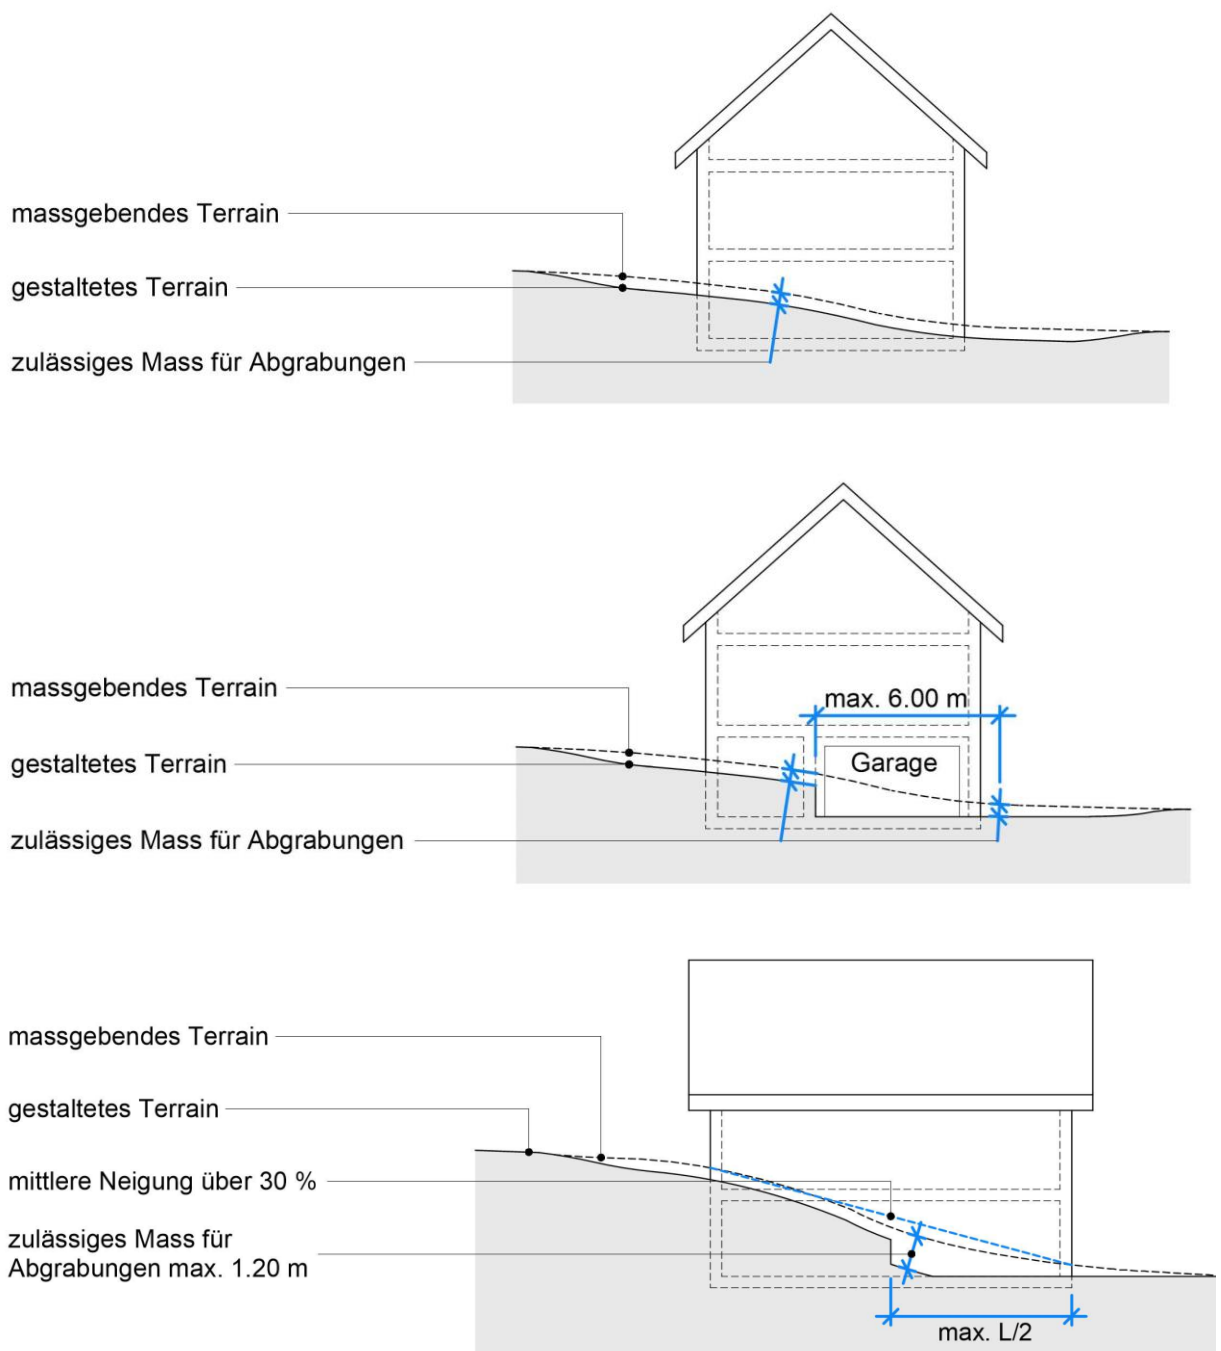 massgebendes Terrain
gestaltetes Terrain
zulässiges Mass für Abgrabungen
massgebendes Terrain
max. 6.00 m
gestaltetes Terrain
Garage
zulässiges Mass für Abgrabungen
massgebendes Terrain
gestaltetes Terrain
mittlere Neigung über 30 %
zulässiges Mass für
Abgrabungen max. 1.20 m
max. L/2